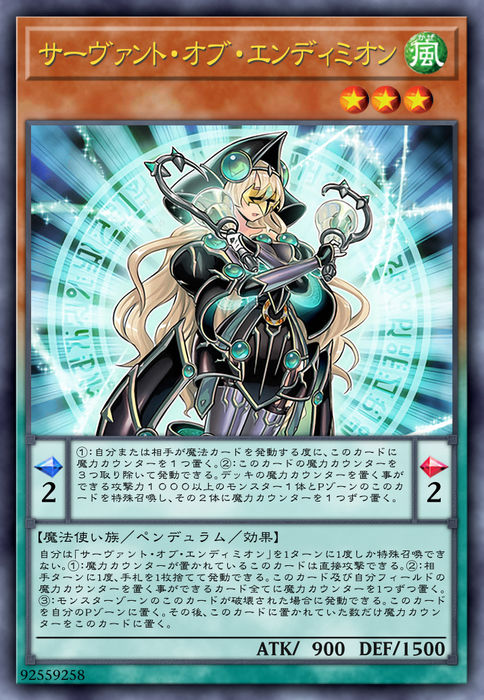 サーヴァント・オブ・エンディミオン
風
かぜ
①:自分または相手が魔法カードを発動する度に、このカードに
魔力カウンターを１つ置く。②:このカードの魔力カウンターを
３つ取り除いて発動できる。デッキの魔力カウンターを置く事が
できる攻撃力１０００以上のモンスター１体とPゾーンのこのカ
ードを特殊召喚し、その２体に魔力カウンターを１つずつ置く。
2
2
【魔法使い族／ペンデュラム／効果】
自分は「サーヴァント・オブ・エンディミオン」を1ターンに1度しか特殊召喚でき
ない。①:魔力カウンターが置かれているこのカードは直接攻撃できる。②:相
手ターンに1度、手札を1枚捨てて発動できる。このカード及び自分フィールドの
魔力カウンターを置く事ができるカード全てに魔力カウンターを1つずつ置く。
③:モンスターゾーンのこのカードが破壊された場合に発動できる。このカード
を自分のPゾーンに置く。その後、このカードに置かれていた数だけ魔力カウン
ターをこのカードに置く。
ATK/ 900 DEF/1500
92559258